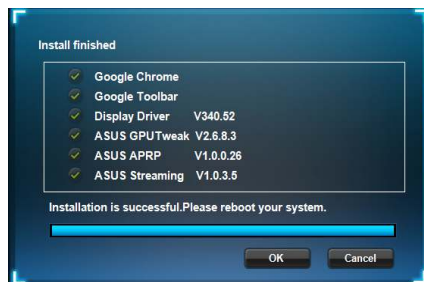 Install finished
Google Chrome
Google Toolbar
Display Driver V340.52
ASUS GPUTweak V2.6.8.3
ASUS APRP V1.0.0.26
ASUS Streaming V1.0.3.5
Installation is successful.Please reboot your system.
OK Cancel